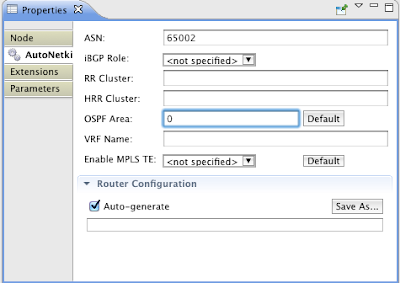 Properties
Node
AutoNetki
Extensions
Parameters
ASN: 65002
iBGP Role: <not specified>
RR Cluster:
HRR Cluster:
OSPF Area: 0 Default
VRF Name:
Enable MPLS TE: <not specified> Default
Router Configuration
Auto-generate Save As...